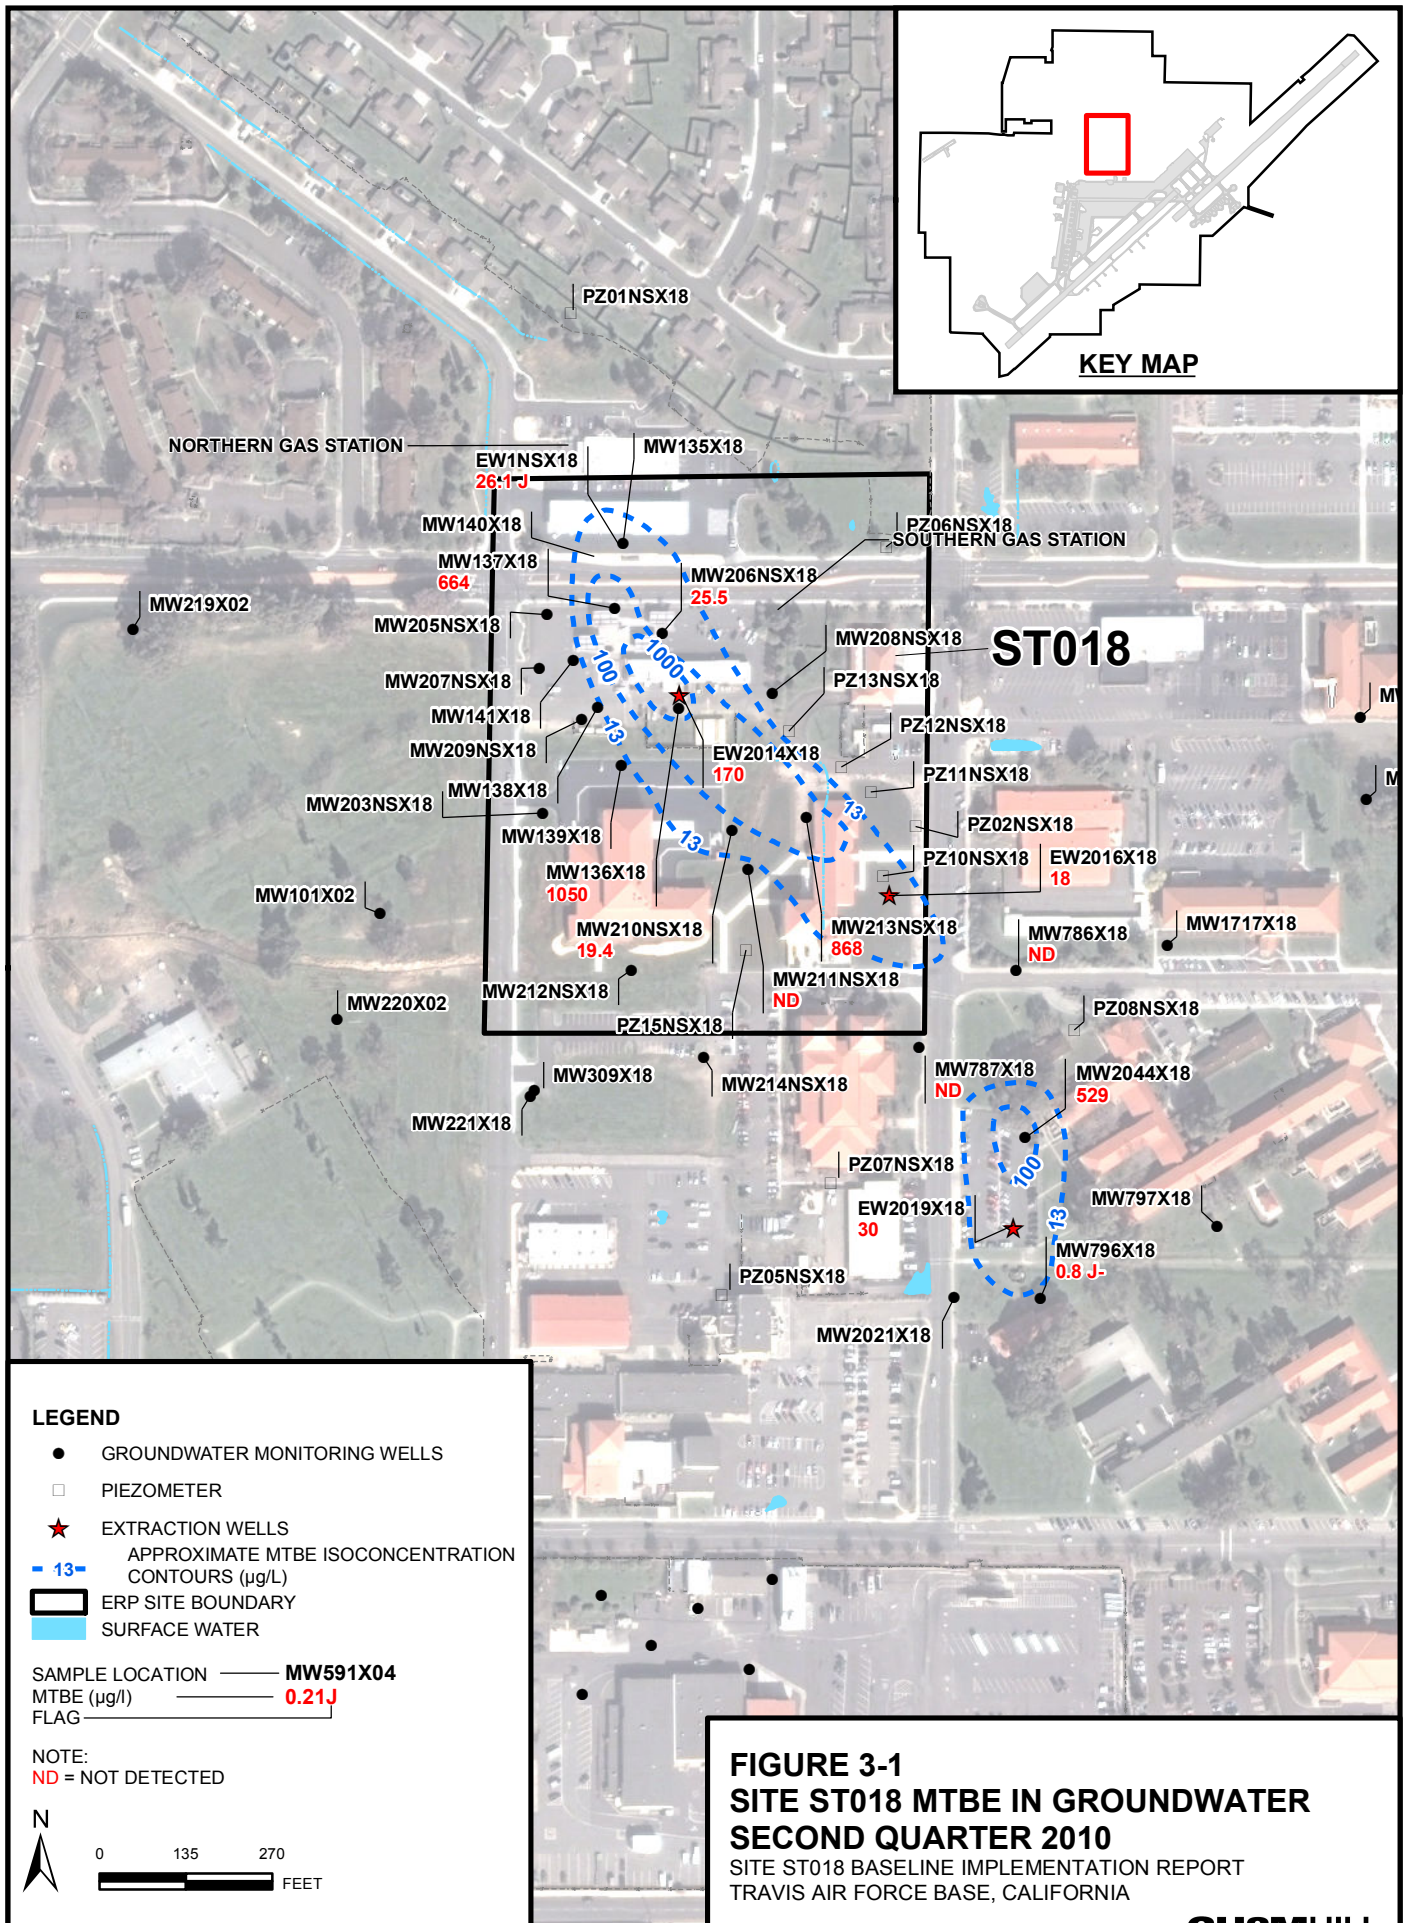 KEY MAP
PZ01NSX18
NORTHERN GAS STATION
MW135X18
EW1NSX18
26.1 J
MW140X18
PZ06NSX18
SOUTHERN GAS STATION
MW137X18
664
MW206NSX18
25.5
MW219X02
MW205NSX18
MW208NSX18
ST018
1000
100
MW207NSX18
PZ13NSX18
MW141X18
PZ12NSX18
13
MW209NSX18
EW2014X18
170
PZ11NSX18
MW138X18
MW203NSX18
13
MW139X18
13
PZ02NSX18
PZ10NSX18
EW2016X18
18
MW136X18
1050
MW101X02
MW210NSX18
19.4
MW213NSX18
868
MW786X18
ND
MW1717X18
MW212NSX18
MW211NSX18
ND
MW220X02
PZ15NSX18
PZ08NSX18
MW309X18
MW214NSX18
MW787X18
ND
MW2044X18
529
MW221X18
PZ07NSX18
100
EW2019X18
30
13
MW797X18
MW796X18
0.8 J-
PZ05NSX18
MW2021X18
LEGEND
GROUNDWATER MONITORING WELLS
PIEZOMETER
EXTRACTION WELLS
13
APPROXIMATE MTBE ISOCONCENTRATION
CONTOURS (µg/L)
ERP SITE BOUNDARY
SURFACE WATER
SAMPLE LOCATION MW591X04
MTBE (µg/l) 0.21J
FLAG
NOTE:
ND = NOT DETECTED
N
0 135 270
FEET
FIGURE 3-1
SITE ST018 MTBE IN GROUNDWATER
SECOND QUARTER 2010
SITE ST018 BASELINE IMPLEMENTATION REPORT
TRAVIS AIR FORCE BASE, CALIFORNIA